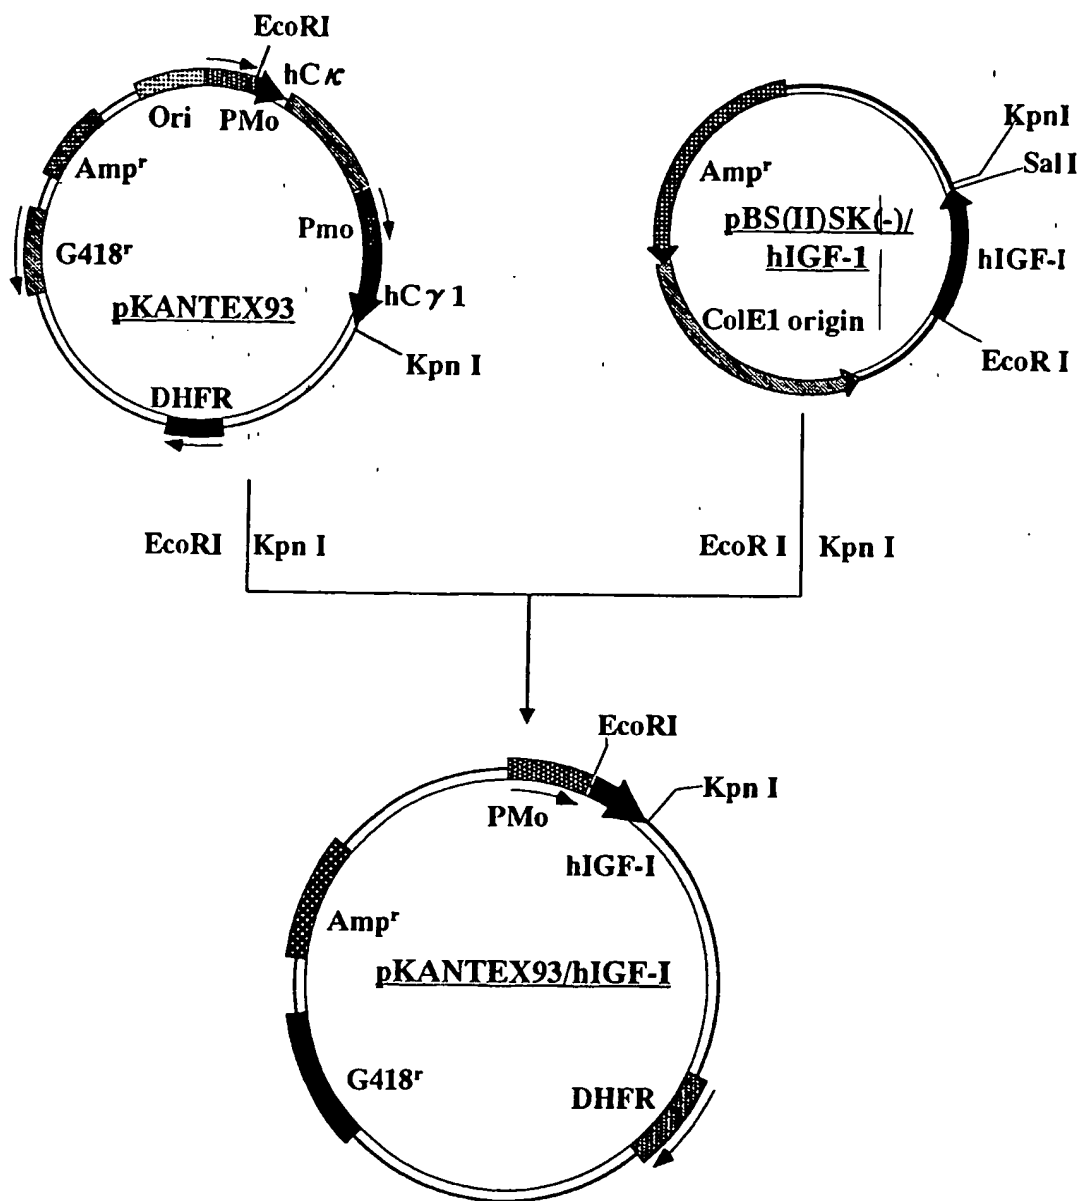 EcoRI
hCκ
Ori
PMo
Ampʳ
Pmo
G418ʳ
pKANTEX93
hCγ1
Kpn I
DHFR
KpnI
Sal I
Ampʳ
pBS(II)SK(-)/
hIGF-1
hIGF-I
ColE1 origin
EcoR I
EcoRI
Kpn I
EcoR I
Kpn I
EcoRI
Kpn I
PMo
hIGF-I
Ampʳ
pKANTEX93/hIGF-I
G418ʳ
DHFR